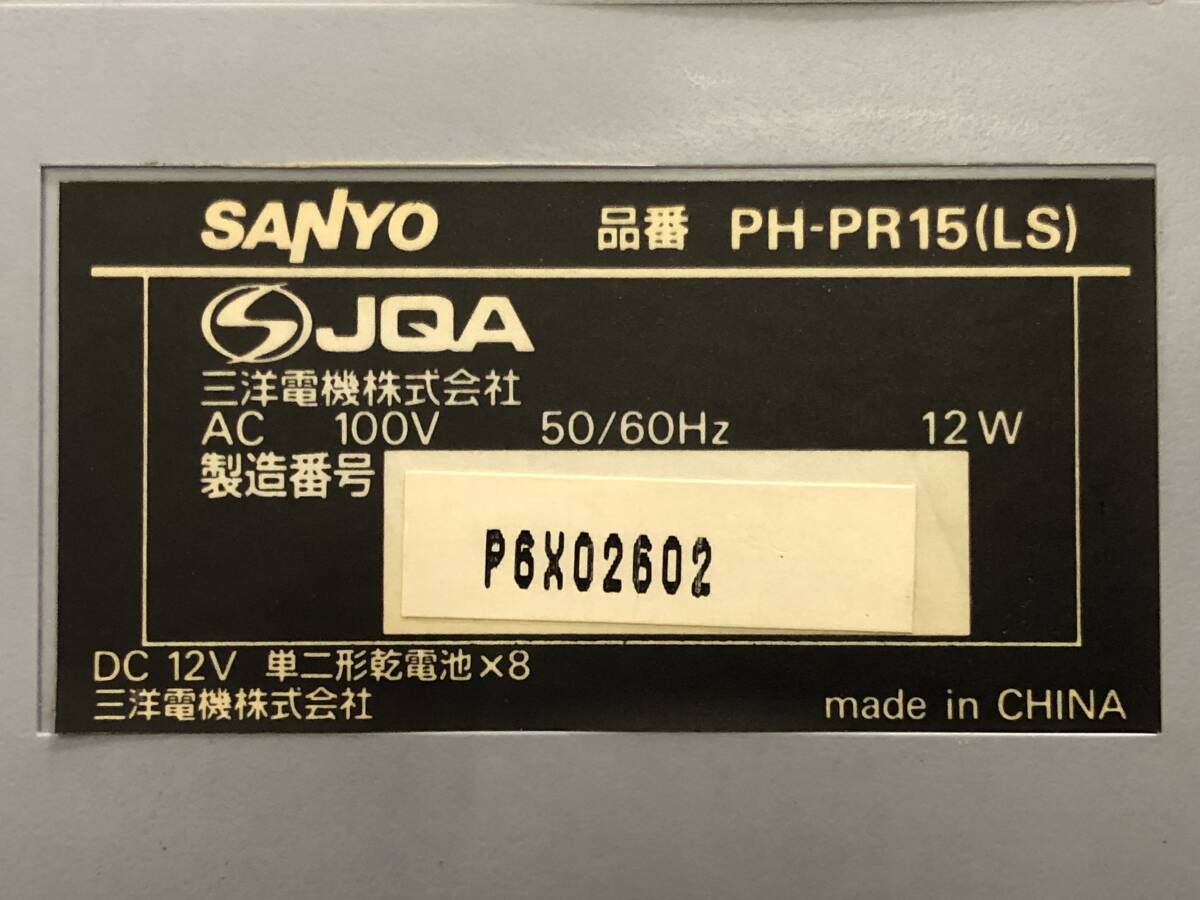 SANYO 品番 PH-PR15(LS)
JQA
三洋電機株式会社
AC 100V 50/60Hz 12W
製造番号
P6X02602
DC 12V 単二形乾電池×8
三洋電機株式会社 made in CHINA